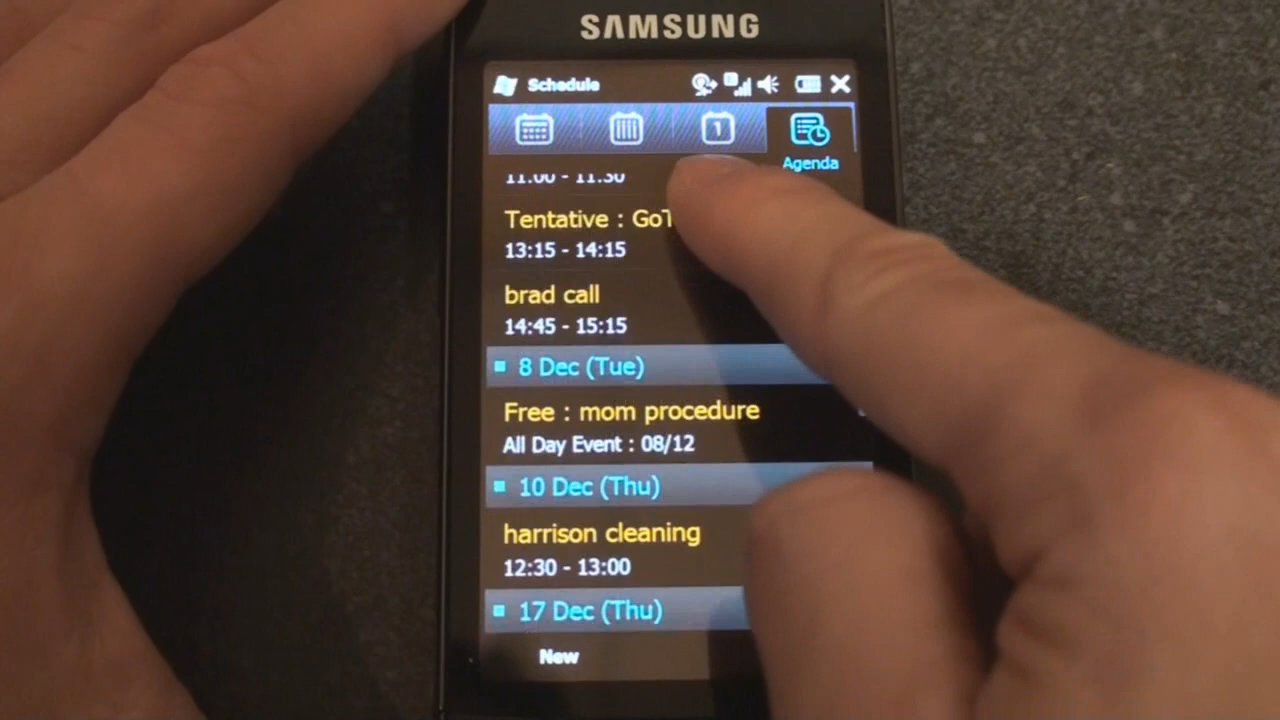 SAMSUNG
Schedule
1
Agenda
11:00 - 11:30
Tentative : GoT
13:15 - 14:15
brad call
14:45 - 15:15
8 Dec (Tue)
Free : mom procedure
All Day Event : 08/12
10 Dec (Thu)
harrison cleaning
12:30 - 13:00
17 Dec (Thu)
New